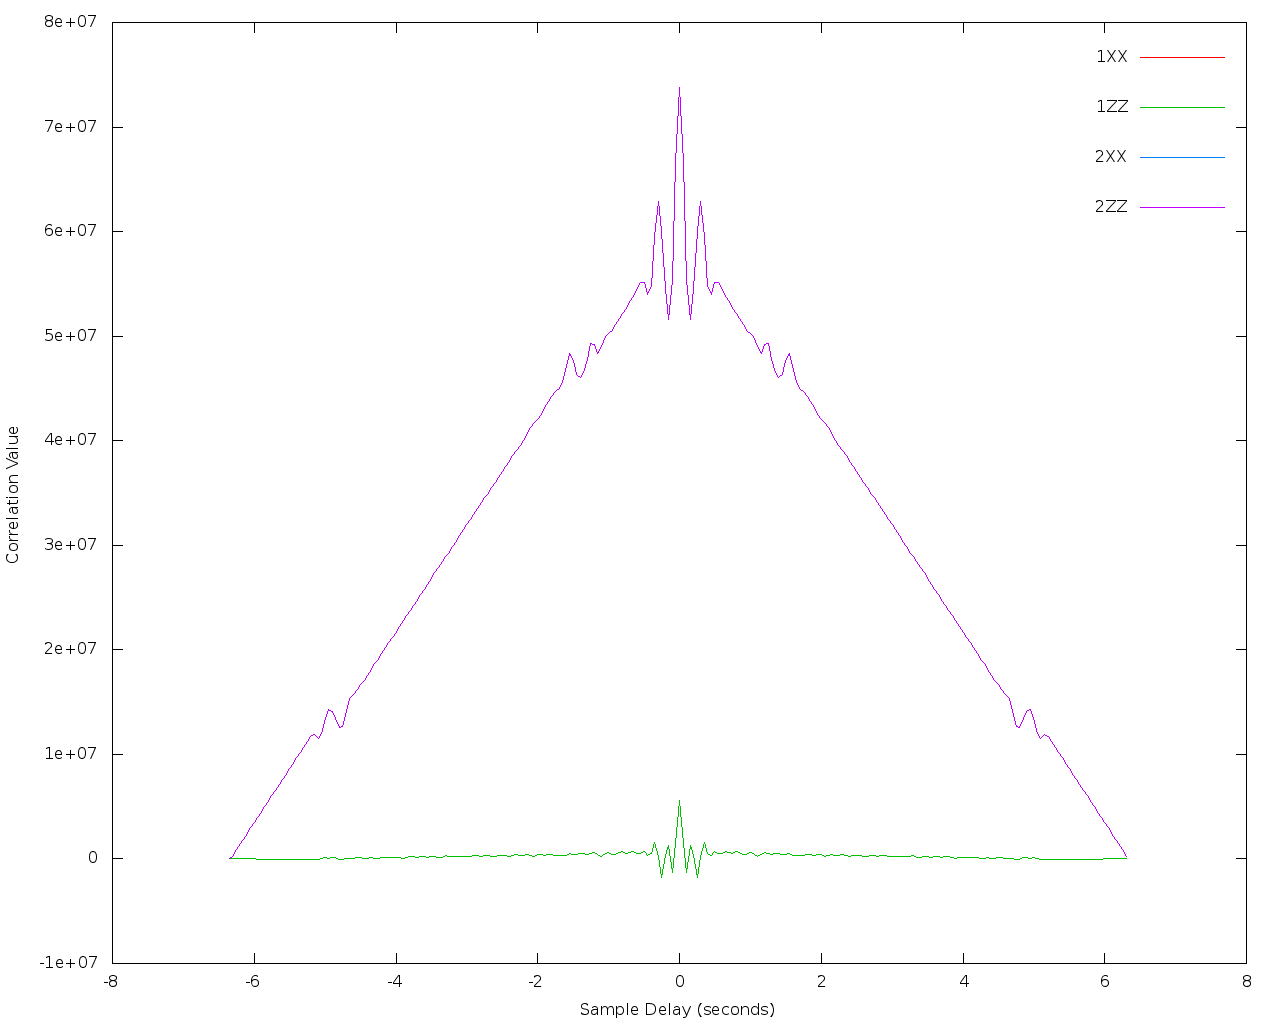 8e+07
7e+07
6e+07
5e+07
4e+07
3e+07
2e+07
1e+07
0
-1e+07
-8 -6 -4 -2 0 2 4 6 8
Sample Delay (seconds)
Correlation Value
1XX
1ZZ
2XX
2ZZ